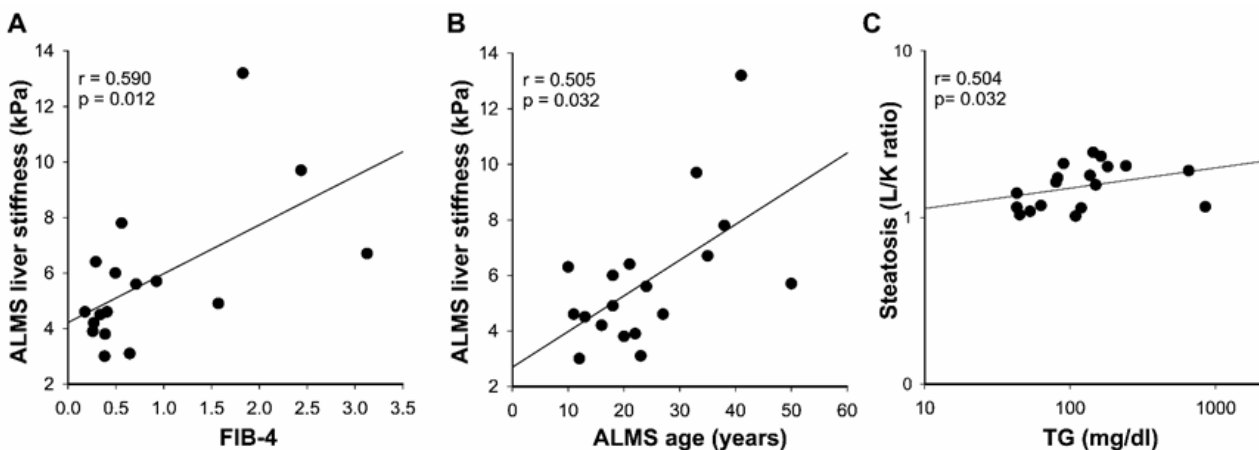 A
ALMS liver stiffness (kPa)
14
12
10
8
6
4
2
r = 0.590
p = 0.012
0.0 0.5 1.0 1.5 2.0 2.5 3.0 3.5
FIB-4
B
ALMS liver stiffness (kPa)
14
12
10
8
6
4
2
r = 0.505
p = 0.032
0 10 20 30 40 50 60
ALMS age (years)
C
Steatosis (L/K ratio)
10
1
0
r= 0.504
p= 0.032
10 100 1000
TG (mg/dl)